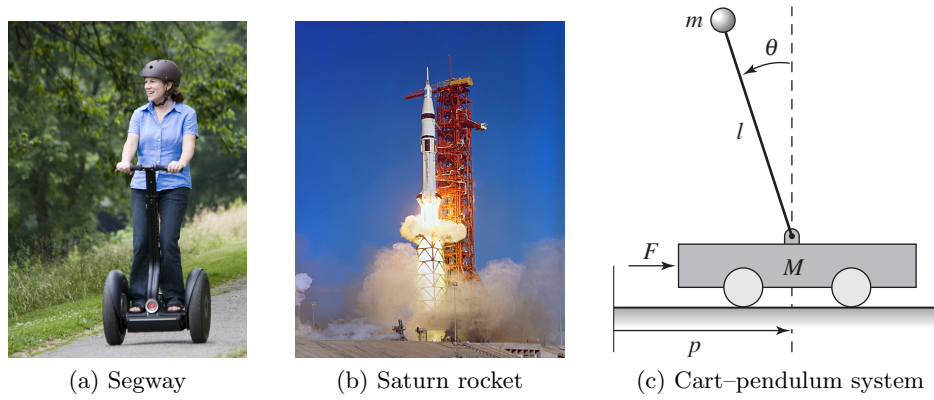 m
θ
l
F
M
p
(a) Segway
(b) Saturn rocket
(c) Cart–pendulum system